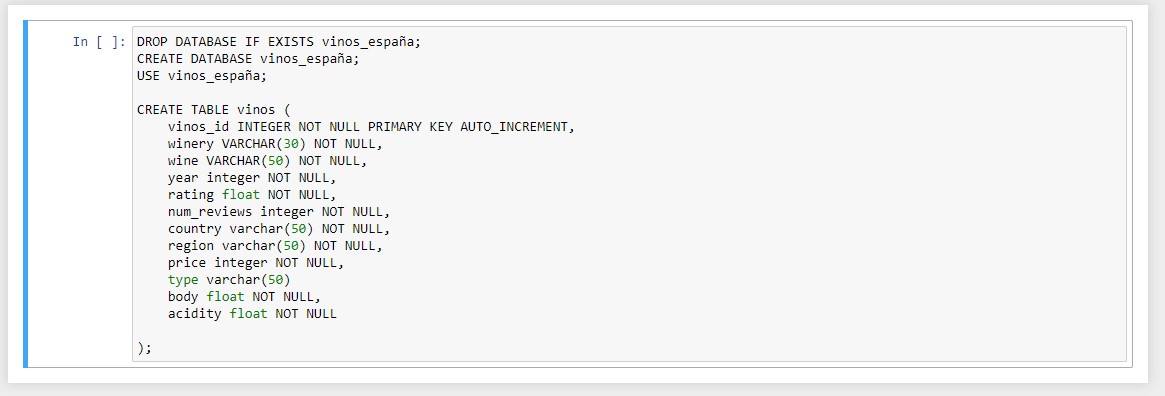 In [ ]:
DROP DATABASE IF EXISTS vinos_españa;
CREATE DATABASE vinos_españa;
USE vinos_españa;

CREATE TABLE vinos (
    vinos_id INTEGER NOT NULL PRIMARY KEY AUTO_INCREMENT,
    winery VARCHAR(30) NOT NULL,
    wine VARCHAR(50) NOT NULL,
    year integer NOT NULL,
    rating float NOT NULL,
    num_reviews integer NOT NULL,
    country varchar(50) NOT NULL,
    region varchar(50) NOT NULL,
    price integer NOT NULL,
    type varchar(50)
    body float NOT NULL,
    acidity float NOT NULL

);